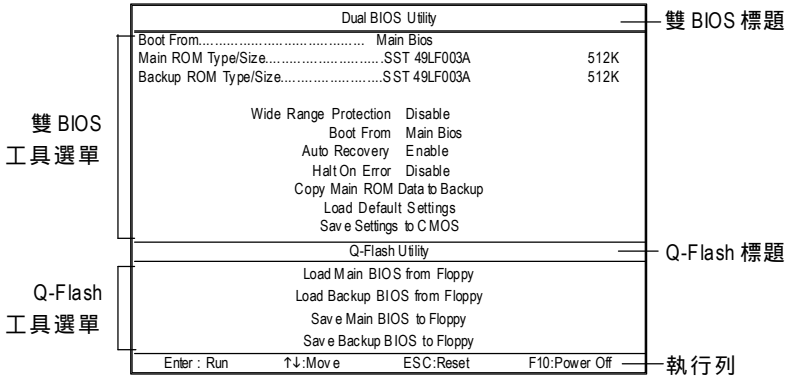 Dual BIOS Utility
雙 BIOS 標題
Boot From........................................ Main Bios
Main ROM Type/Size............................SST 49LF003A 512K
Backup ROM Type/Size.........................SST 49LF003A 512K
雙 BIOS
工具選單
Wide Range Protection Disable
Boot From Main Bios
Auto Recovery Enable
Halt On Error Disable
Copy Main ROM Data to Backup
Load Default Settings
Save Settings to CMOS
Q-Flash Utility
Q-Flash 標題
Q-Flash
工具選單
Load Main BIOS from Floppy
Load Backup BIOS from Floppy
Save Main BIOS to Floppy
Save Backup BIOS to Floppy
Enter : Run ↑↓:Move ESC:Reset F10:Power Off
執行列